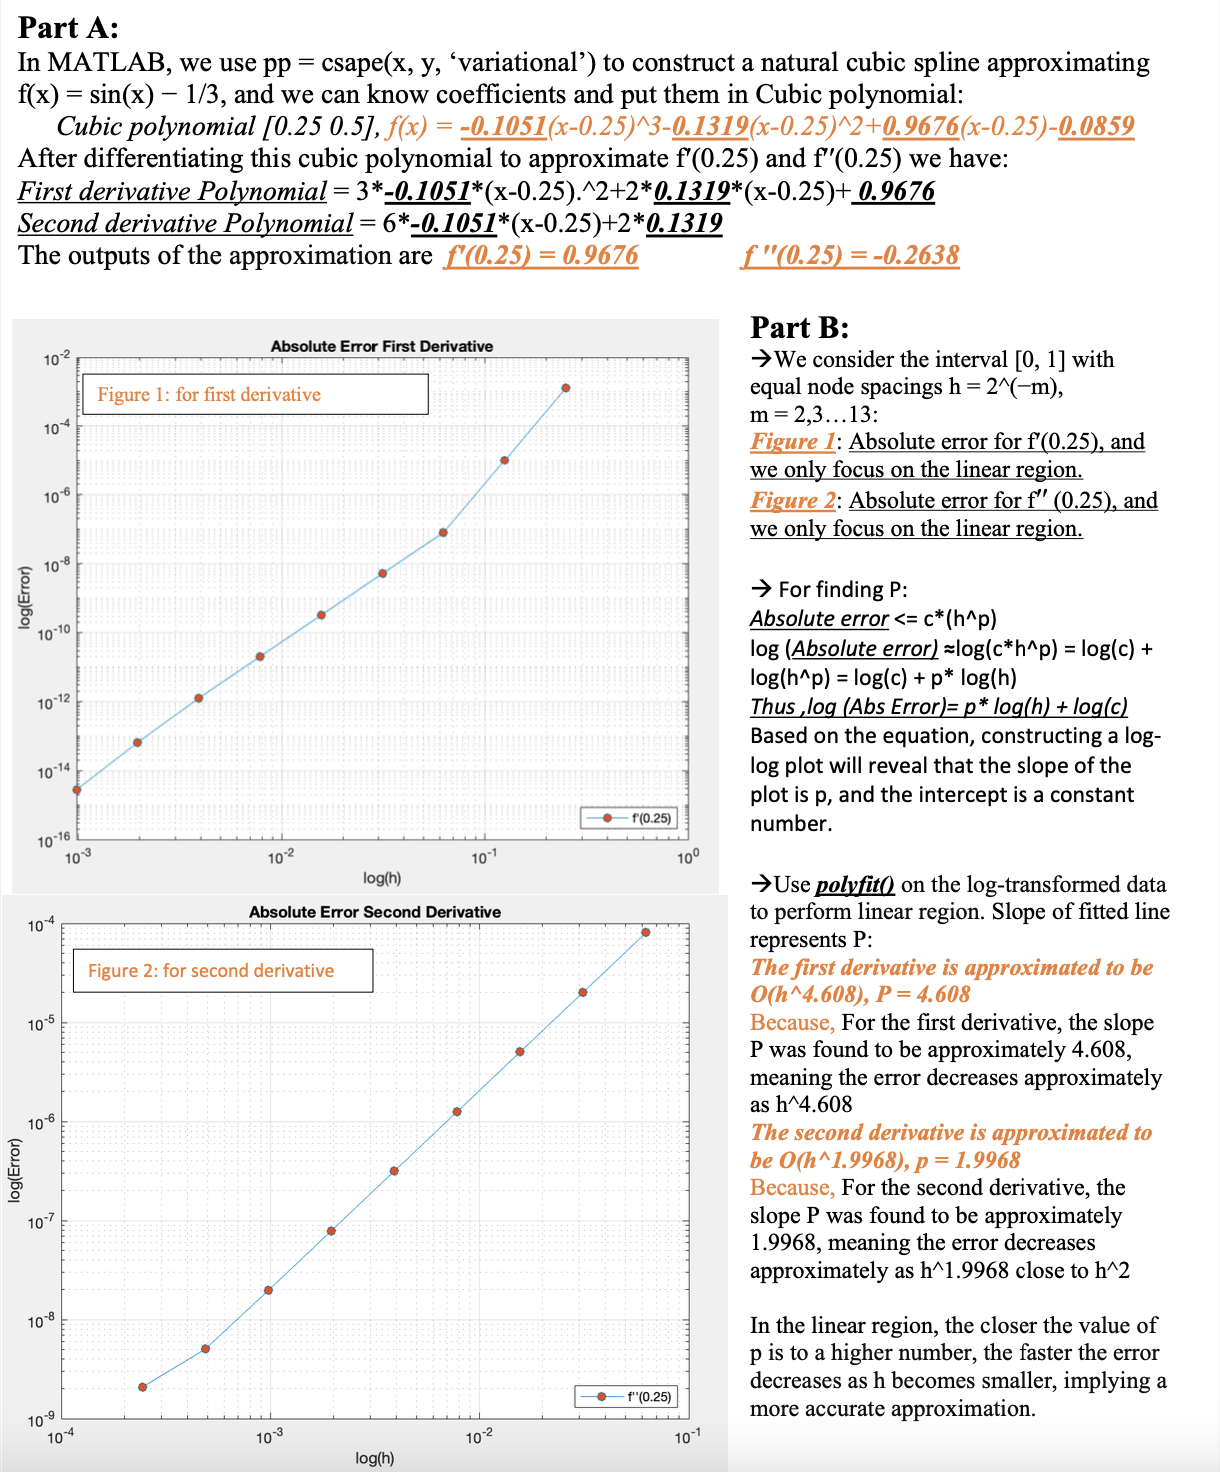 Part A:
In MATLAB, we use pp = csape(x, y, ‘variational’) to construct a natural cubic spline approximating
f(x) = sin(x) − 1/3, and we can know coefficients and put them in Cubic polynomial:
Cubic polynomial [0.25 0.5], f(x) = -0.1051(x-0.25)^3-0.1319(x-0.25)^2+0.9676(x-0.25)-0.0859
After differentiating this cubic polynomial to approximate f'(0.25) and f''(0.25) we have:
First derivative Polynomial = 3*-0.1051*(x-0.25).^2+2*0.1319*(x-0.25)+ 0.9676
Second derivative Polynomial = 6*-0.1051*(x-0.25)+2*0.1319
The outputs of the approximation are f'(0.25) = 0.9676 f ''(0.25) = -0.2638
Absolute Error First Derivative
Figure 1: for first derivative
10^-2
10^-4
10^-6
10^-8
10^-10
10^-12
10^-14
10^-16
log(Error)
10^-3
10^-2
10^-1
10^0
log(h)
f'(0.25)
Absolute Error Second Derivative
Figure 2: for second derivative
10^-4
10^-5
10^-6
10^-7
10^-8
10^-9
log(Error)
10^-4
10^-3
10^-2
10^-1
log(h)
f''(0.25)
Part B:
→We consider the interval [0, 1] with
equal node spacings h = 2^(−m),
m = 2,3…13:
Figure 1: Absolute error for f'(0.25), and
we only focus on the linear region.
Figure 2: Absolute error for f'' (0.25), and
we only focus on the linear region.
→ For finding P:
Absolute error <= c*(h^p)
log (Absolute error) ≈log(c*h^p) = log(c) +
log(h^p) = log(c) + p* log(h)
Thus ,log (Abs Error)= p* log(h) + log(c)
Based on the equation, constructing a log-
log plot will reveal that the slope of the
plot is p, and the intercept is a constant
number.
→Use polyfit() on the log-transformed data
to perform linear region. Slope of fitted line
represents P:
The first derivative is approximated to be
O(h^4.608), P = 4.608
Because, For the first derivative, the slope
P was found to be approximately 4.608,
meaning the error decreases approximately
as h^4.608
The second derivative is approximated to
be O(h^1.9968), p = 1.9968
Because, For the second derivative, the
slope P was found to be approximately
1.9968, meaning the error decreases
approximately as h^1.9968 close to h^2
In the linear region, the closer the value of
p is to a higher number, the faster the error
decreases as h becomes smaller, implying a
more accurate approximation.